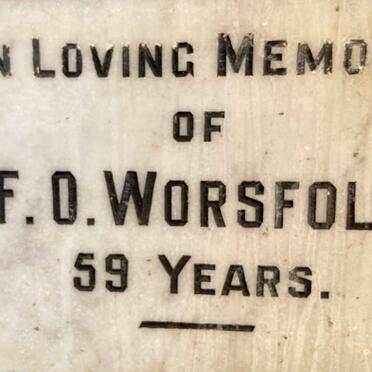 N LOVING MEMO
OF
F. O. WORSFOL
59 YEARS.